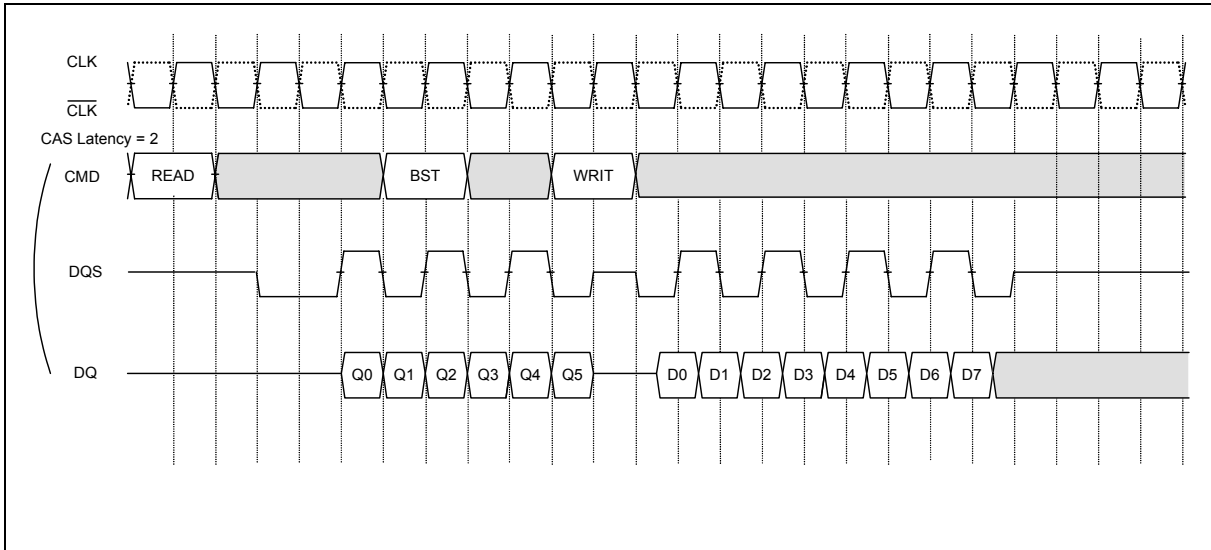 CLK
CLK
CAS Latency = 2
CMD READ BST WRIT
DQS
DQ Q0 Q1 Q2 Q3 Q4 Q5 D0 D1 D2 D3 D4 D5 D6 D7